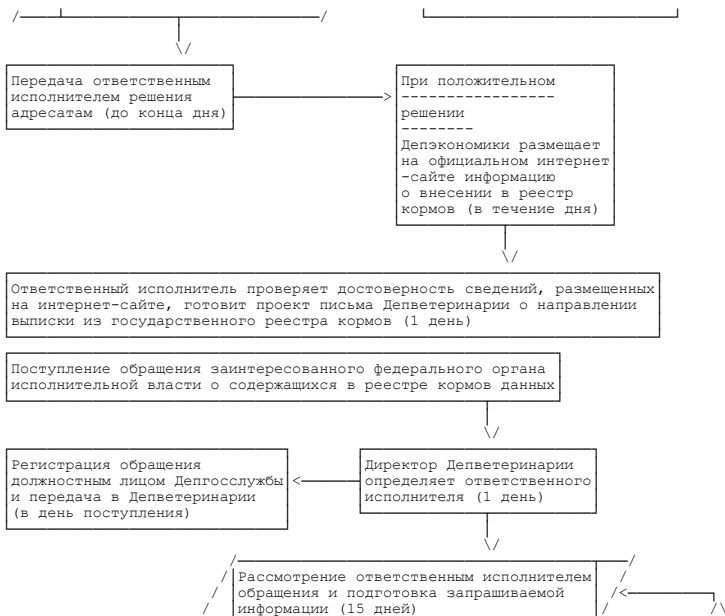 Передача ответственным
исполнителем решения
адресатам (до конца дня)
При положительном
решении
Депэкономики размещает
на официальном интернет
-сайте информацию
о внесении в реестр
кормов (в течение дня)
Ответственный исполнитель проверяет достоверность сведений, размещенных
на интернет-сайте, готовит проект письма Депветеринарии о направлении
выписки из государственного реестра кормов (1 день)
Поступление обращения заинтересованного федерального органа
исполнительной власти о содержащихся в реестре кормов данных
Регистрация обращения
должностным лицом Депгосслужбы
и передача в Депветеринарии
(в день поступления)
Директор Депветеринарии
определяет ответственного
исполнителя (1 день)
Рассмотрение ответственным исполнителем
обращения и подготовка запрашиваемой
информации (15 дней)